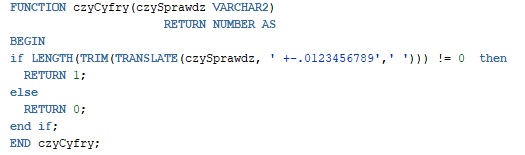 FUNCTION czyCyfry(czySprawdz VARCHAR2)
RETURN NUMBER AS
BEGIN
if LENGTH(TRIM(TRANSLATE(czySprawdz, ' +-.0123456789',' '))) != 0  then
RETURN 1;
else
RETURN 0;
end if;
END czyCyfry;